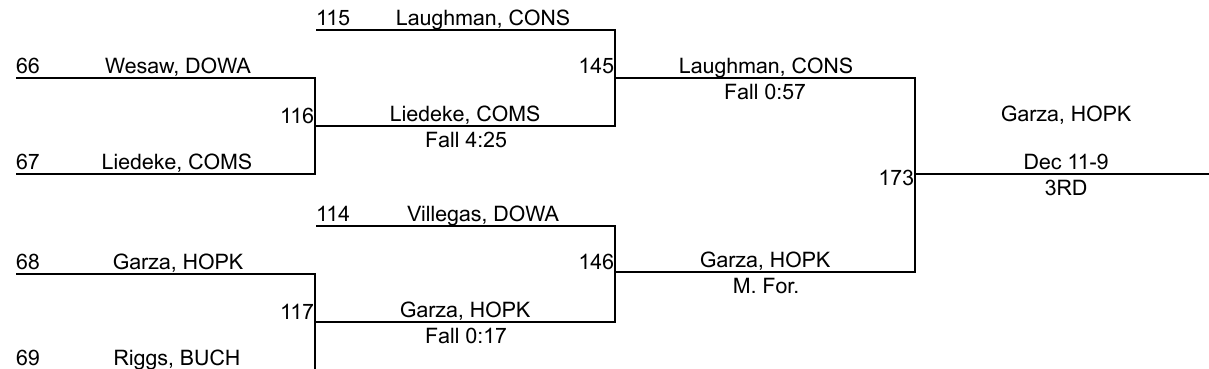 115 Laughman, CONS
66 Wesaw, DOWA
145 Laughman, CONS
Fall 0:57
116 Liedeke, COMS
Fall 4:25
Garza, HOPK
67 Liedeke, COMS
Dec 11-9
173
3RD
114 Villegas, DOWA
68 Garza, HOPK
146 Garza, HOPK
M. For.
117 Garza, HOPK
Fall 0:17
69 Riggs, BUCH